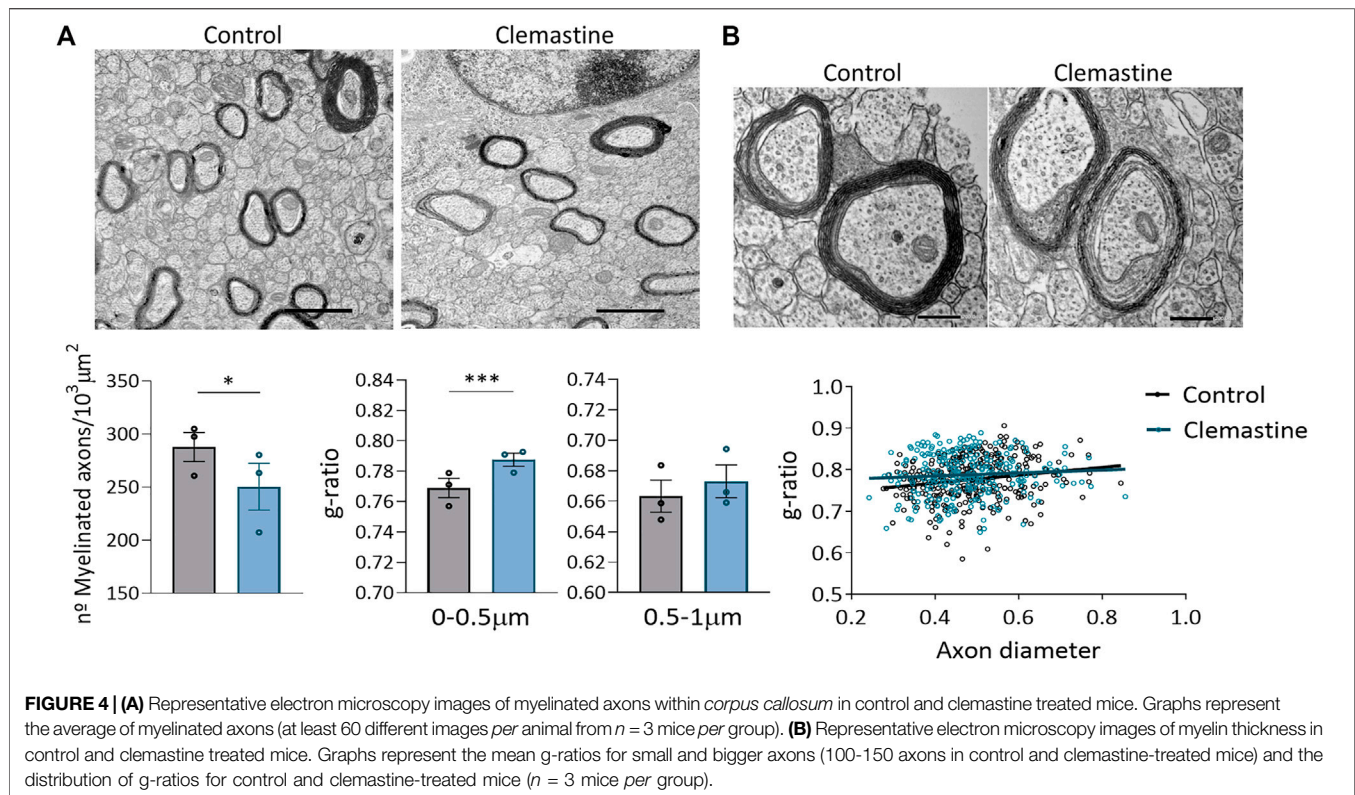 A
Control
Clemastine
B
Control
Clemastine
nº Myelinated axons/10³µm²
350
300
250
200
150
*
g-ratio
0.84
0.82
0.80
0.78
0.76
0.74
0.72
0.70
***
0-0.5µm
0.74
0.72
0.70
0.68
0.66
0.64
0.62
0.60
0.5-1µm
g-ratio
1.0
0.9
0.8
0.7
0.6
0.5
0.2
0.4
0.6
0.8
1.0
Axon diameter
Control
Clemastine
FIGURE 4 | (A) Representative electron microscopy images of myelinated axons within corpus callosum in control and clemastine treated mice. Graphs represent
the average of myelinated axons (at least 60 different images per animal from n = 3 mice per group). (B) Representative electron microscopy images of myelin thickness in
control and clemastine treated mice. Graphs represent the mean g-ratios for small and bigger axons (100-150 axons in control and clemastine-treated mice) and the
distribution of g-ratios for control and clemastine-treated mice (n = 3 mice per group).